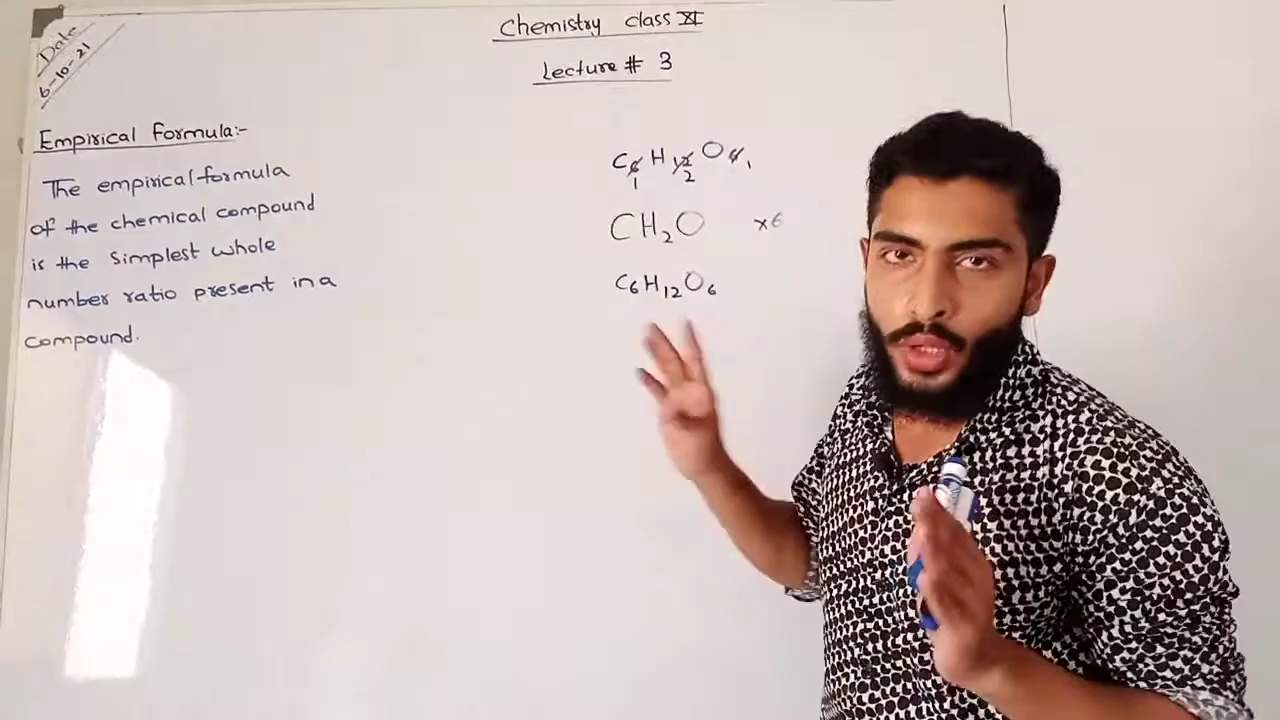 Date
6-10-21
Chemistry class XI
Lecture # 3
Empirical Formula:-
The empirical formula
of the chemical compound
is the simplest whole
number ratio present in a
compound.
C6 H12 O6
1 2 1
CH2O x6
C6H12O6